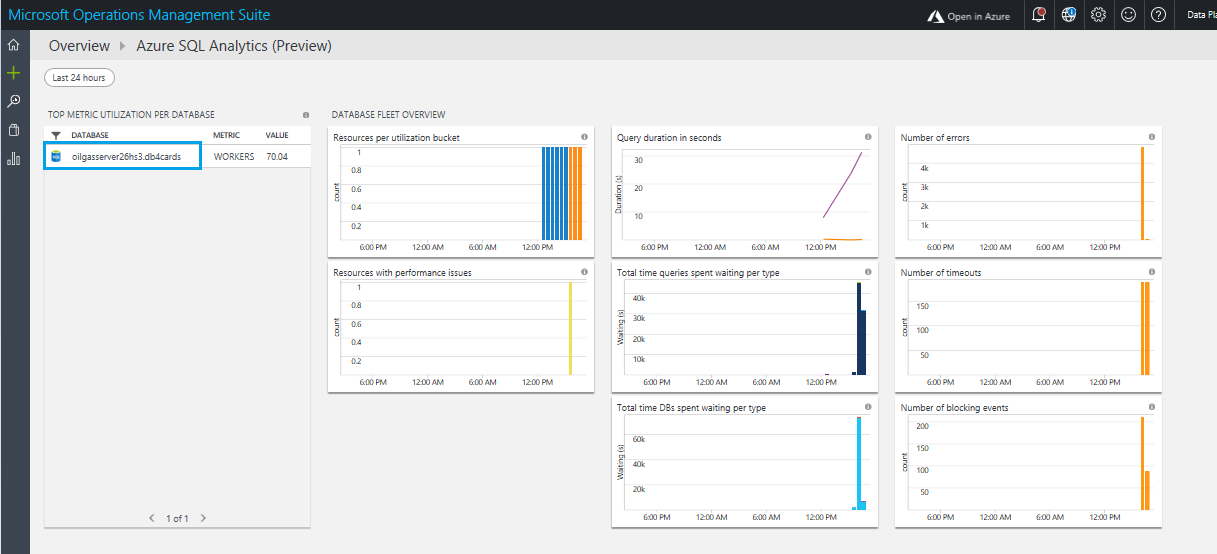 Microsoft Operations Management Suite
Open in Azure
Data Pla
Overview
Azure SQL Analytics (Preview)
Last 24 hours
TOP METRIC UTILIZATION PER DATABASE
DATABASE METRIC VALUE
oilgasserver26hs3.db4cards WORKERS 70.04
1 of 1
DATABASE FLEET OVERVIEW
Resources per utilization bucket
count
1
0.8
0.6
0.4
0.2
6:00 PM 12:00 AM 6:00 AM 12:00 PM
Query duration in seconds
Duration (s)
30
20
10
6:00 PM 12:00 AM 6:00 AM 12:00 PM
Number of errors
count
4k
3k
2k
1k
6:00 PM 12:00 AM 6:00 AM 12:00 PM
Resources with performance issues
count
1
0.8
0.6
0.4
0.2
6:00 PM 12:00 AM 6:00 AM 12:00 PM
Total time queries spent waiting per type
Waiting (s)
40k
30k
20k
10k
6:00 PM 12:00 AM 6:00 AM 12:00 PM
Number of timeouts
count
150
100
50
6:00 PM 12:00 AM 6:00 AM 12:00 PM
Total time DBs spent waiting per type
Waiting (s)
60k
40k
20k
6:00 PM 12:00 AM 6:00 AM 12:00 PM
Number of blocking events
count
200
150
100
50
6:00 PM 12:00 AM 6:00 AM 12:00 PM